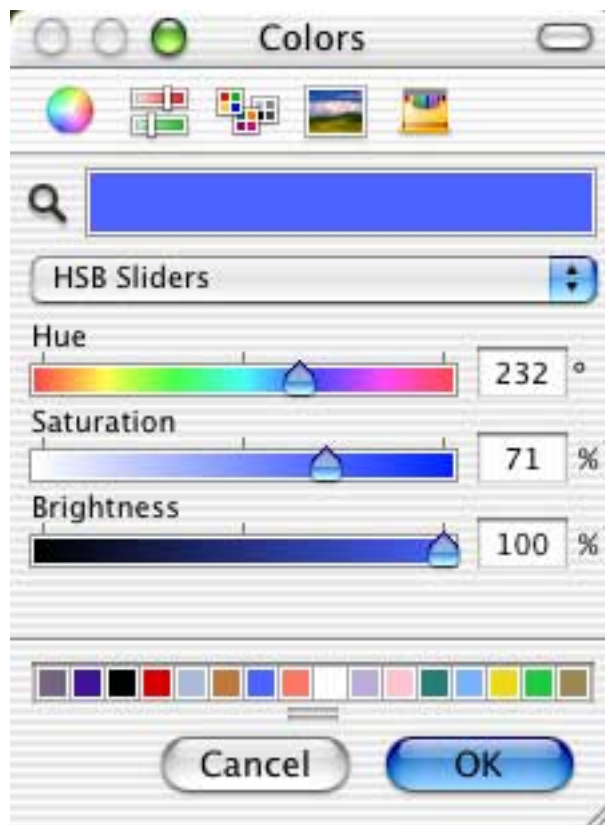 Colors
HSB Sliders
Hue
232 °
Saturation
71 %
Brightness
100 %
Cancel OK